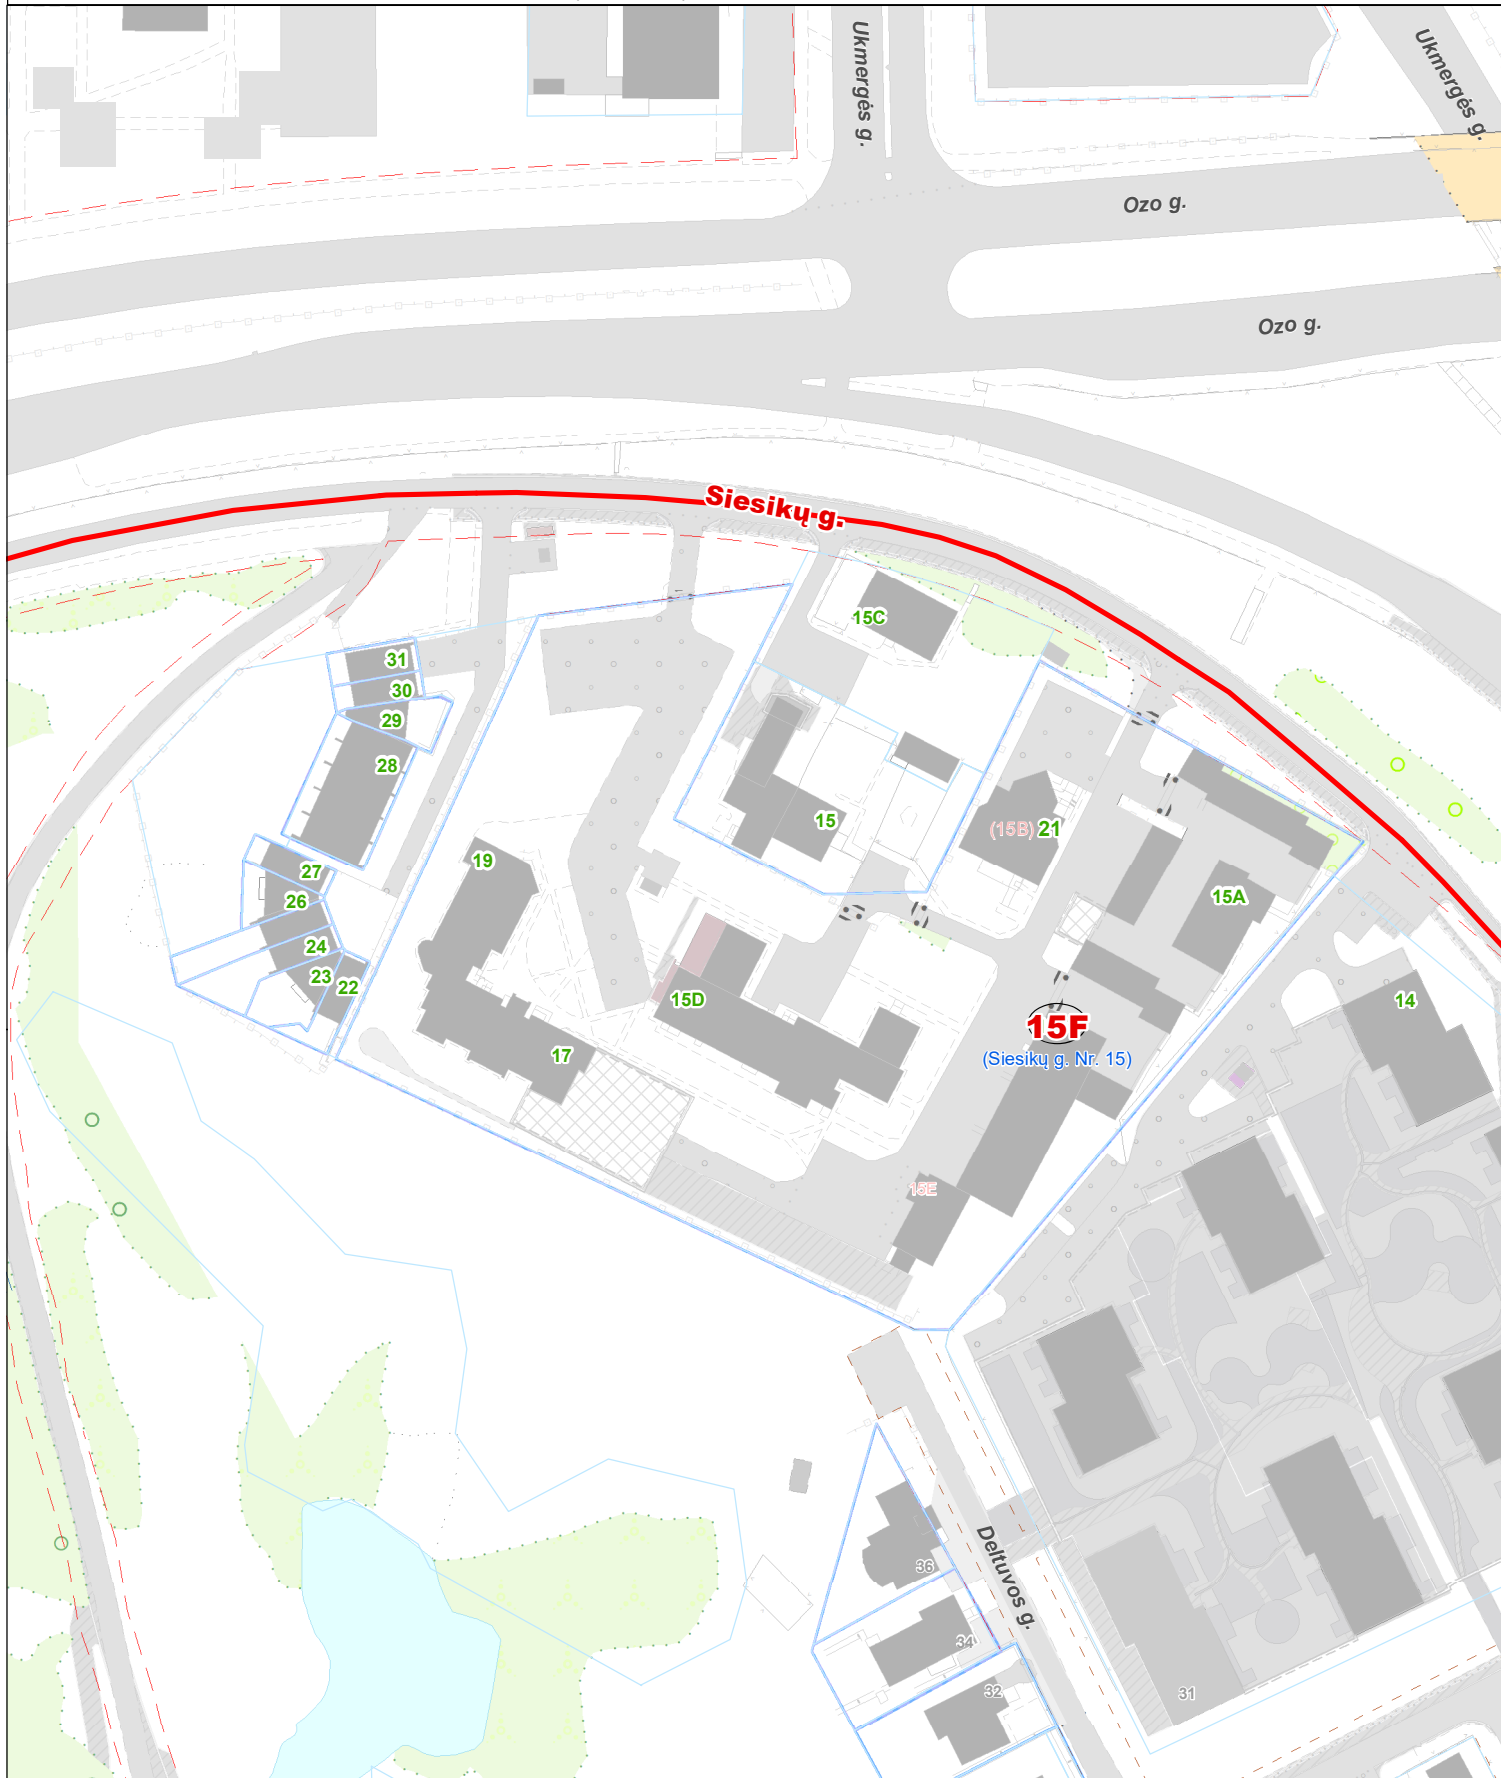 Ukmergės g.
Ukmergės g.
Ozo g.
Ozo g.
Siesikų g.
15C
31
30
29
28
15
(15B) 21
19
27
26
15A
24
23
22
15D
14
15F
17
(Siesikų g. Nr. 15)
15E
Deltuvos g.
36
34
32
31